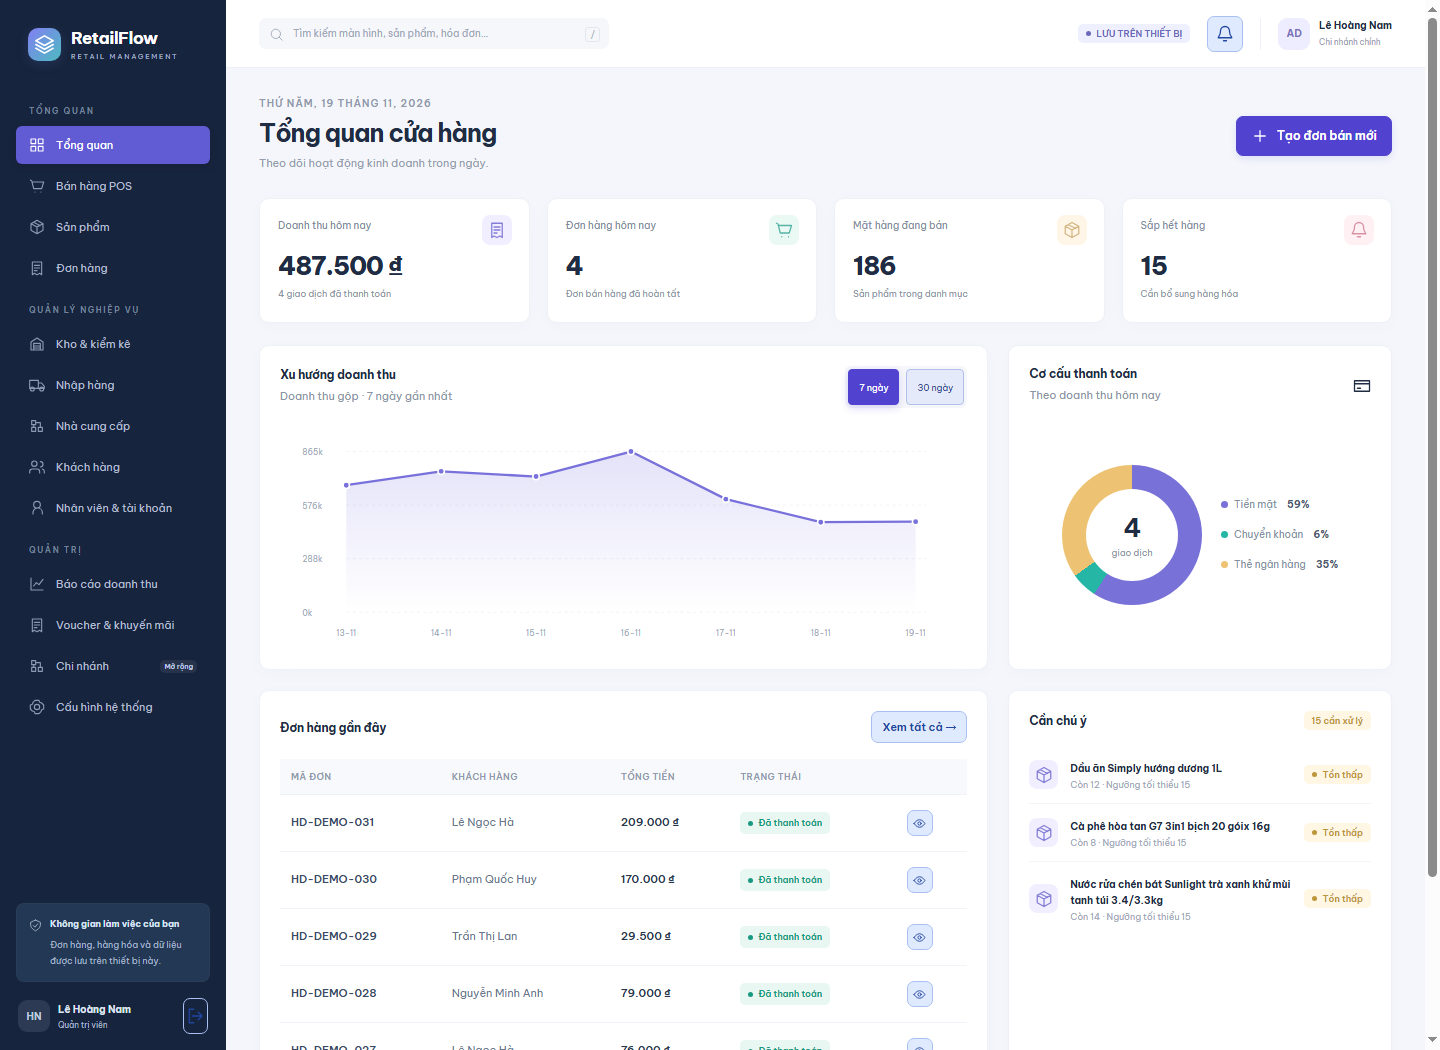 RetailFlow
RETAIL MANAGEMENT
TỔNG QUAN
Tổng quan
Bán hàng POS
Sản phẩm
Đơn hàng
QUẢN LÝ NGHIỆP VỤ
Kho & kiểm kê
Nhập hàng
Nhà cung cấp
Khách hàng
Nhân viên & tài khoản
QUẢN TRỊ
Báo cáo doanh thu
Voucher & khuyến mãi
Chi nhánh
Mở rộng
Cấu hình hệ thống
Không gian làm việc của bạn
Đơn hàng, hàng hóa và dữ liệu
được lưu trên thiết bị này.
HN
Lê Hoàng Nam
Quản trị viên
Tìm kiếm màn hình, sản phẩm, hóa đơn...
/
LƯU TRÊN THIẾT BỊ
AD
Lê Hoàng Nam
Chi nhánh chính
THỨ NĂM, 19 THÁNG 11, 2026
Tổng quan cửa hàng
Theo dõi hoạt động kinh doanh trong ngày.
Tạo đơn bán mới
Doanh thu hôm nay
487.500 ₫
4 giao dịch đã thanh toán
Đơn hàng hôm nay
4
Đơn bán hàng đã hoàn tất
Mặt hàng đang bán
186
Sản phẩm trong danh mục
Sắp hết hàng
15
Cần bổ sung hàng hóa
Xu hướng doanh thu
Doanh thu gộp · 7 ngày gần nhất
7 ngày
30 ngày
865k
576k
288k
0k
13-11
14-11
15-11
16-11
17-11
18-11
19-11
Cơ cấu thanh toán
Theo doanh thu hôm nay
4
giao dịch
Tiền mặt 59%
Chuyển khoản 6%
Thẻ ngân hàng 35%
Đơn hàng gần đây
Xem tất cả →
MÃ ĐƠN KHÁCH HÀNG TỔNG TIỀN TRẠNG THÁI
HD-DEMO-031 Lê Ngọc Hà 209.000 ₫ Đã thanh toán
HD-DEMO-030 Phạm Quốc Huy 170.000 ₫ Đã thanh toán
HD-DEMO-029 Trần Thị Lan 29.500 ₫ Đã thanh toán
HD-DEMO-028 Nguyễn Minh Anh 79.000 ₫ Đã thanh toán
HD-DEMO-027 Lê Ngọc Hà 76.000 ₫ Đã thanh toán
Cần chú ý
15 cần xử lý
Dầu ăn Simply hướng dương 1L
Còn 12 · Ngưỡng tối thiểu 15
Tồn thấp
Cà phê hòa tan G7 3in1 bịch 20 góix 16g
Còn 8 · Ngưỡng tối thiểu 15
Tồn thấp
Nước rửa chén bát Sunlight trà xanh khử mùi
tanh túi 3.4/3.3kg
Còn 14 · Ngưỡng tối thiểu 15
Tồn thấp